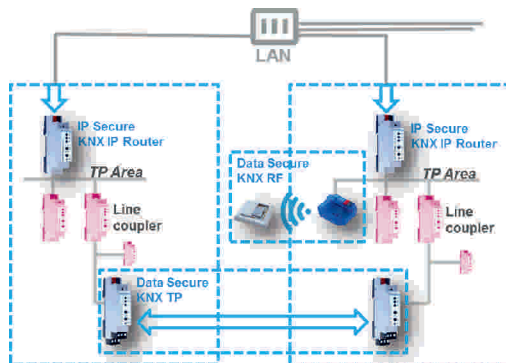 LAN
IP Secure
KNX IP Router
TP Area
Line
coupler
Data Secure
KNX RF
IP Secure
KNX IP Router
TP Area
Line
coupler
Data Secure
KNX TP